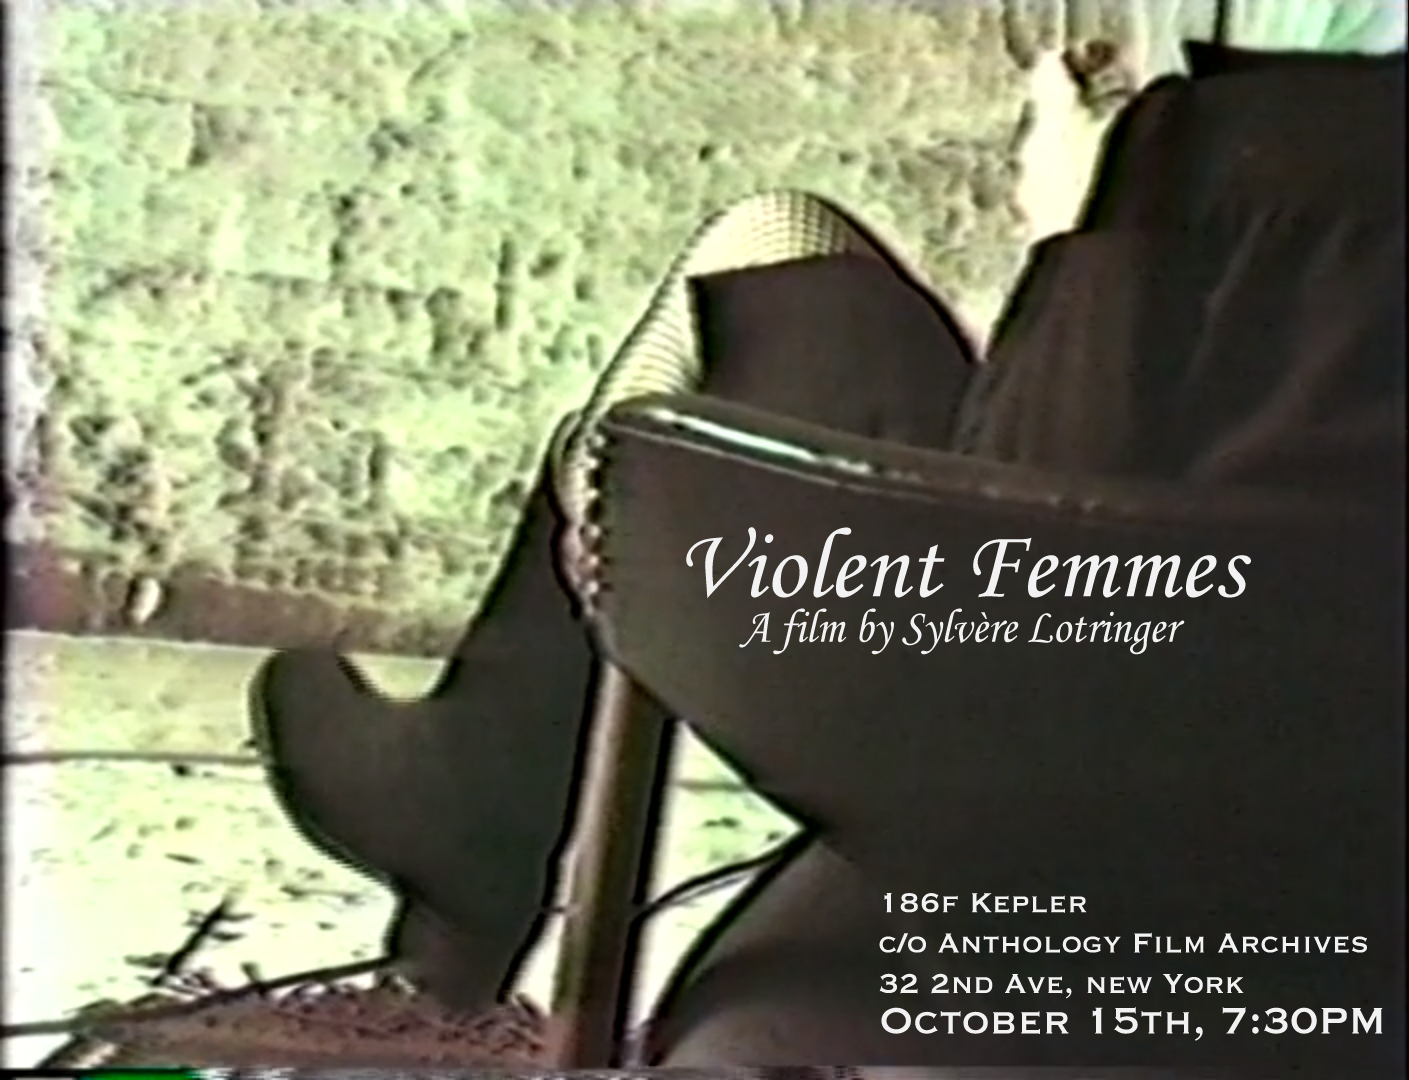 Violent Femmes
A film by Sylvère Lotringer
186f Kepler
c/o Anthology Film Archives
32 2nd Ave, new York
October 15th, 7:30pm